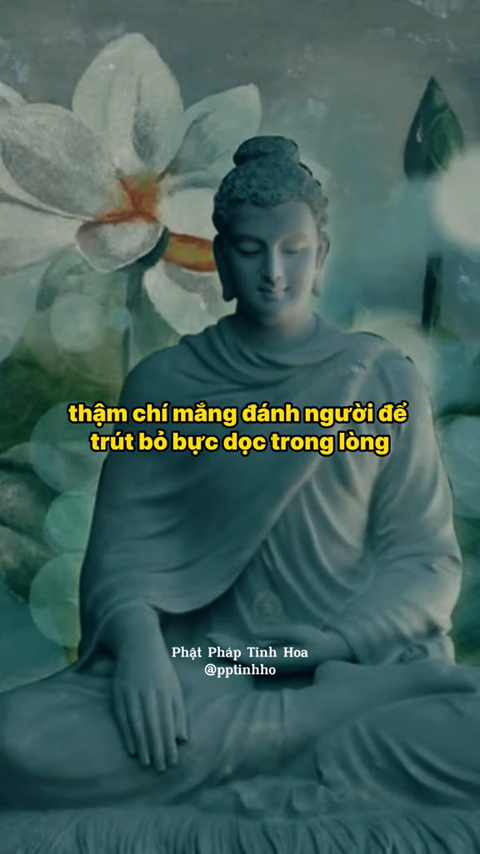 thậm chí mắng đánh người để
trút bỏ bực dọc trong lòng
Phật Pháp Tinh Hoa
@pptinhho